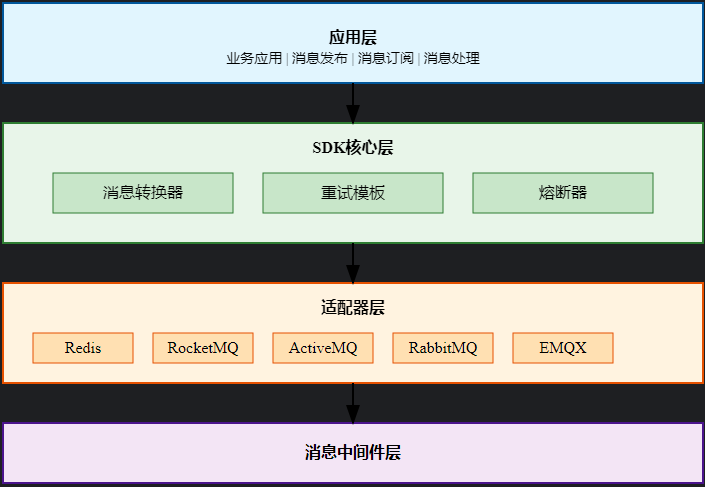 应用层
业务应用 | 消息发布 | 消息订阅 | 消息处理
SDK核心层
消息转换器 重试模板 熔断器
适配器层
Redis RocketMQ ActiveMQ RabbitMQ EMQX
消息中间件层